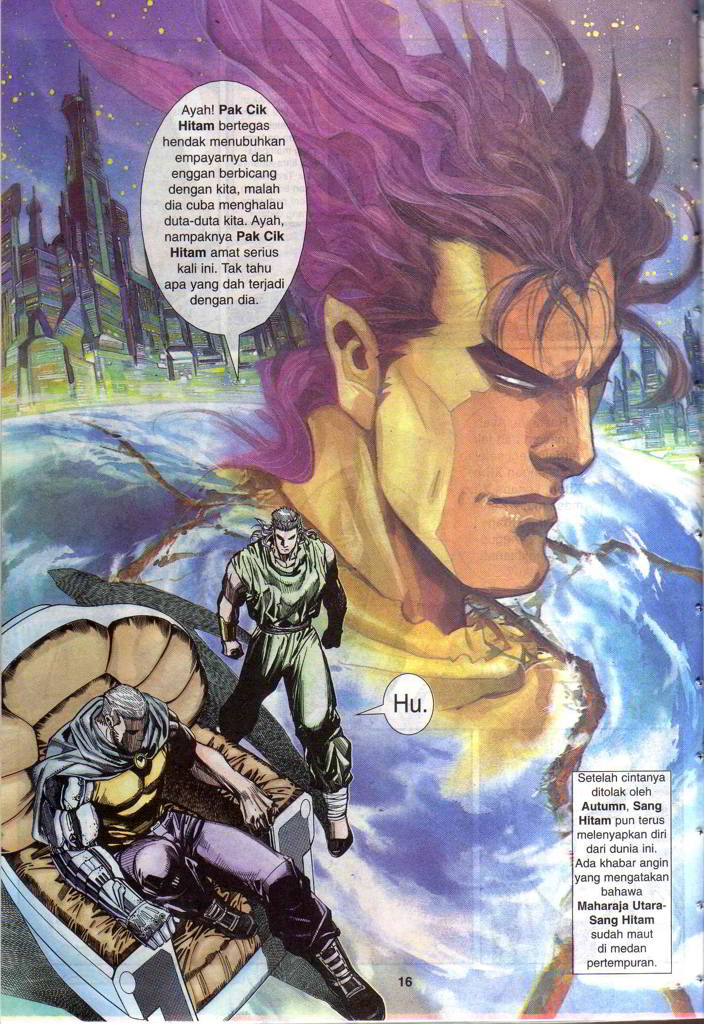 Ayah! Pak Cik
Hitam bertegas
hendak menubuhkan
empayarnya dan
enggan berbicang
dengan kita, malah
dia cuba menghalau
duta-duta kita. Ayah,
nampaknya Pak Cik
Hitam amat serius
kali ini. Tak tahu
apa yang dah terjadi
dengan dia.
Hu.
Setelah cintanya
ditolak oleh
Autumn, Sang
Hitam pun terus
melenyapkan diri
dari dunia ini.
Ada khabar angin
yang mengatakan
bahawa
Maharaja Utara-
Sang Hitam
sudah maut
di medan
pertempuran.
16